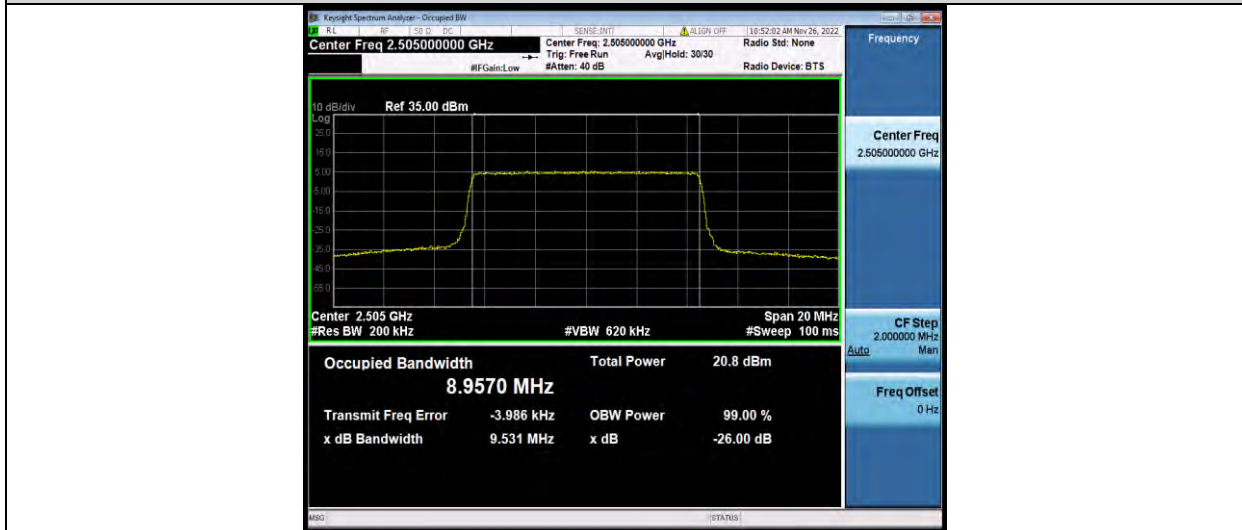 Keysight Spectrum Analyzer - Occupied BW
RL RF 50 Ω DC SENSE:INT ALIGN OFF 10:52:02 AM Nov 26, 2022
Center Freq 2.505000000 GHz
Center Freq: 2.505000000 GHz Radio Std: None
Trig: Free Run Avg|Hold: 30/30
#IFGain:Low #Atten: 40 dB Radio Device: BTS
10 dB/div Ref 35.00 dBm
Log
25.0
15.0
5.00
-5.00
-15.0
-25.0
-35.0
-45.0
-55.0
Center 2.505 GHz Span 20 MHz
#Res BW 200 kHz #VBW 620 kHz #Sweep 100 ms
Occupied Bandwidth Total Power 20.8 dBm
8.9570 MHz
Transmit Freq Error -3.986 kHz OBW Power 99.00 %
x dB Bandwidth 9.531 MHz x dB -26.00 dB
MSG STATUS
Frequency
Center Freq
2.505000000 GHz
CF Step
2.000000 MHz
Auto Man
Freq Offset
0 Hz